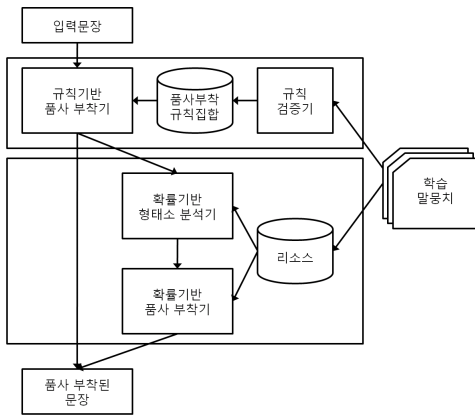 입력문장
규칙기반
품사 부착기
품사부착
규칙집합
규칙
검증기
학습
말뭉치
확률기반
형태소 분석기
리소스
확률기반
품사 부착기
품사 부착된
문장